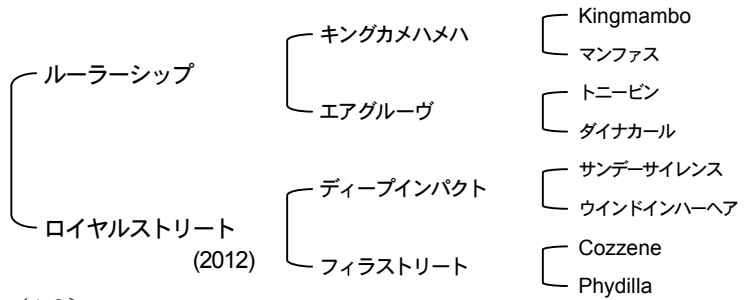 Kingmambo
キングカメハメハ
マンファス
ルーラーシップ
トニービン
エアグルーヴ
ダイナカール
サンデーサイレンス
ディープインパクト
ウインドインハーヘア
ロイヤルストリート
(2012)
Cozzene
フィラストリート
Phydilla